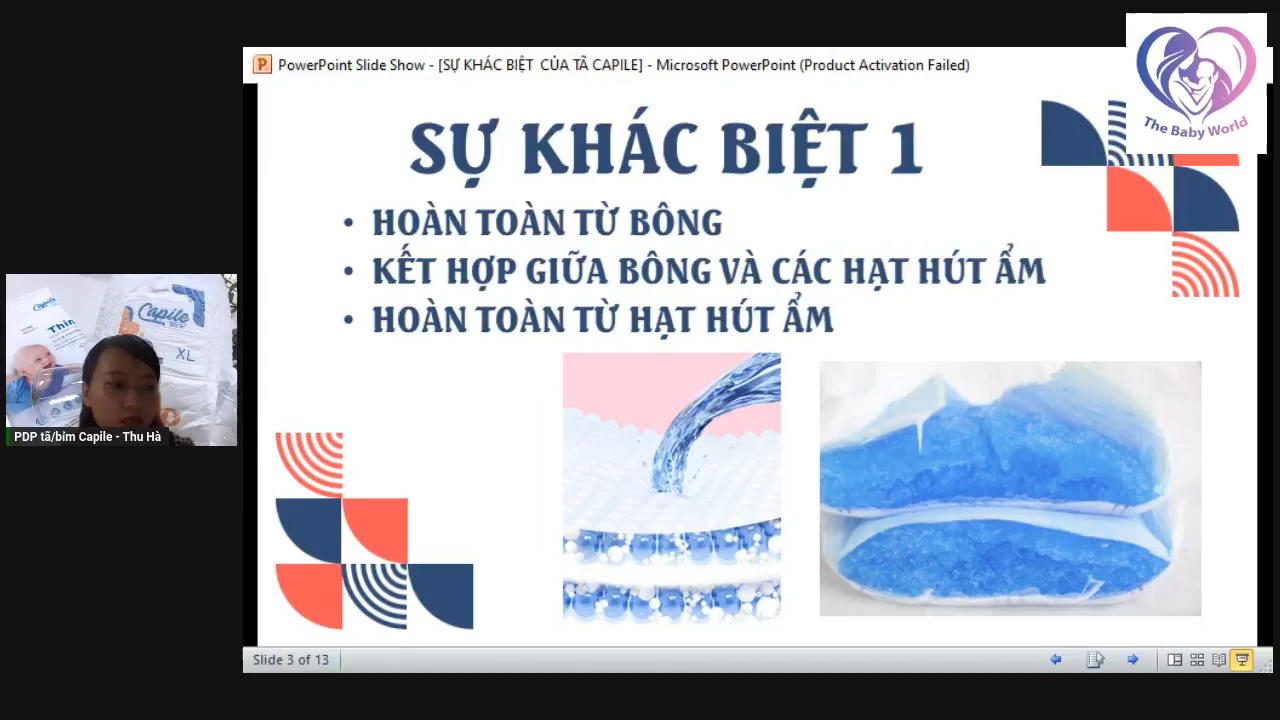 PowerPoint Slide Show - [SỰ KHÁC BIỆT CỦA TÃ CAPILE] - Microsoft PowerPoint (Product Activation Failed)
The Baby World
SỰ KHÁC BIỆT 1
• HOÀN TOÀN TỪ BÔNG
• KẾT HỢP GIỮA BÔNG VÀ CÁC HẠT HÚT ẨM
• HOÀN TOÀN TỪ HẠT HÚT ẨM
Capile
Thin
Capile
XL
PDP tã/bỉm Capile - Thu Hà
Slide 3 of 13